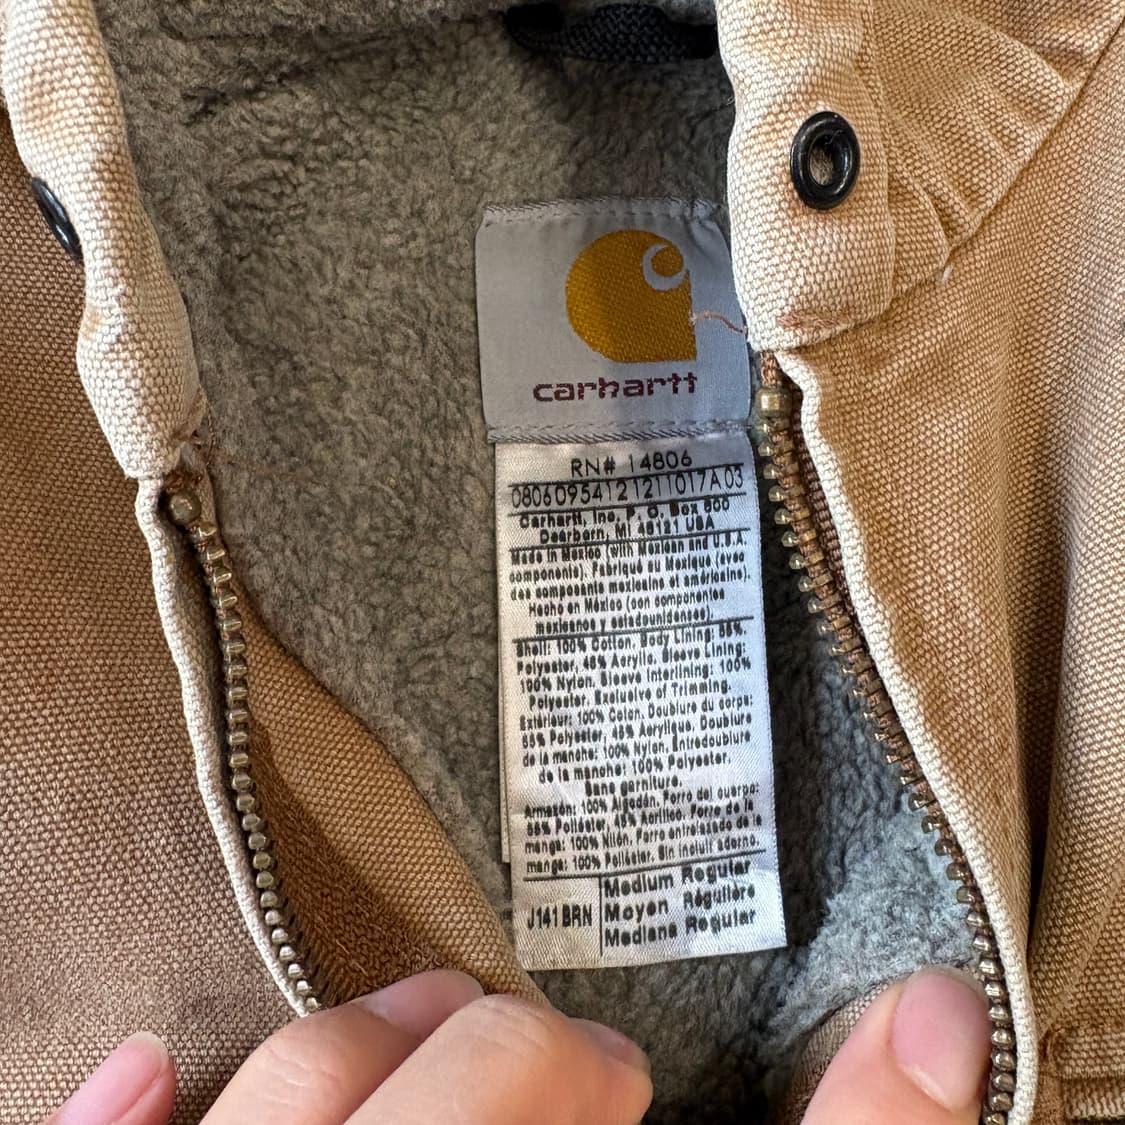 carhartt
RN# 14806
0806095412121101 7A03
Carhartt, Inc. P. O. Box 600
Dearborn, MI 48121 USA
Made in Mexico (with Mexican and U.S.A.
components). Fabriqué au Mexique (avec
des composants mexicains et américains).
Hecho en México (con componentes
mexicanos y estadounidenses).
Shell: 100% Cotton. Body Lining: 55%
Polyester, 45% Acrylic. Sleeve Lining:
100% Nylon. Sleeve Interlining: 100%
Polyester. Exclusive of Trimming.
Extérieur: 100% Coton. Doublure du corps:
55% Polyester, 45% Acrylique. Doublure
de la manche: 100% Nylon. Entredoublure
de la manche: 100% Polyester.
Sans garniture.
Armazón: 100% Algodón. Forro del cuerpo:
55% Poliéster, 45% Acrílico. Forro de la
manga: 100% Nilón. Forro entrelazado de la
manga: 100% Poliéster. Sin incluir adorno.
J141 BRN
Medium Regular
Moyen Régulière
Mediana Regular